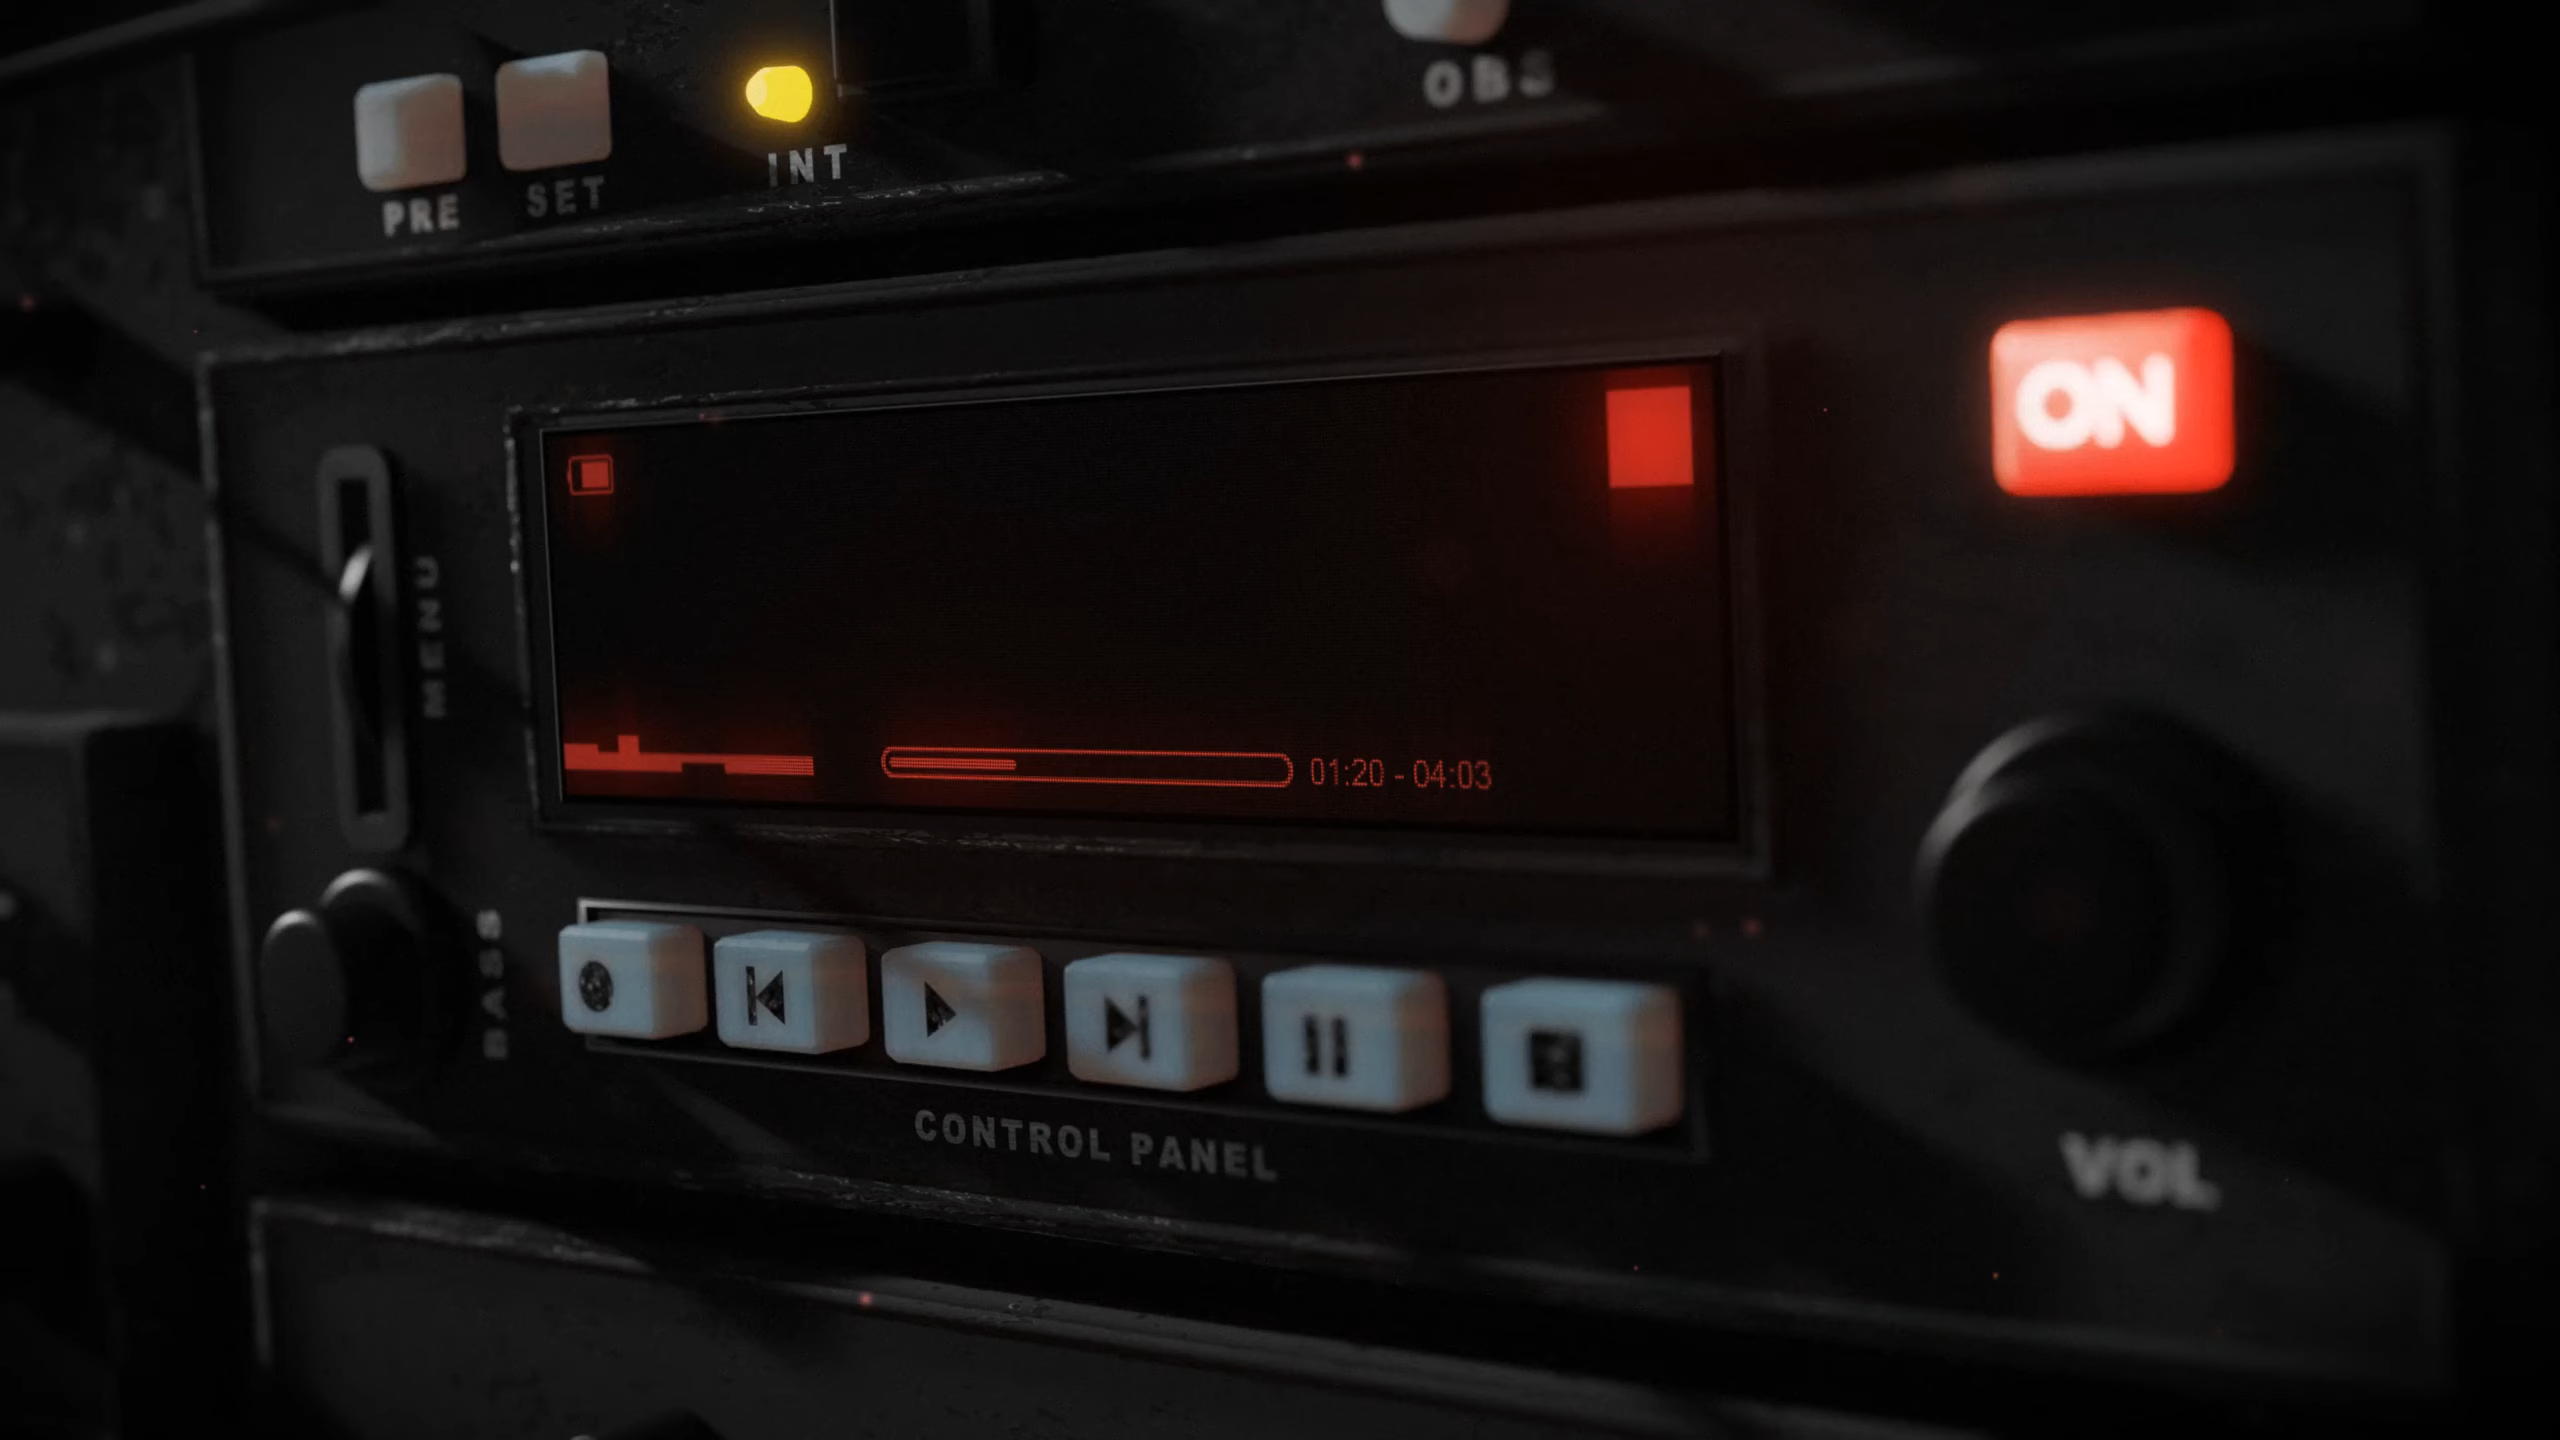 OBS
INT
PRE
SET
ON
MENU
01:20 - 04:03
BASS
CONTROL PANEL
VOL